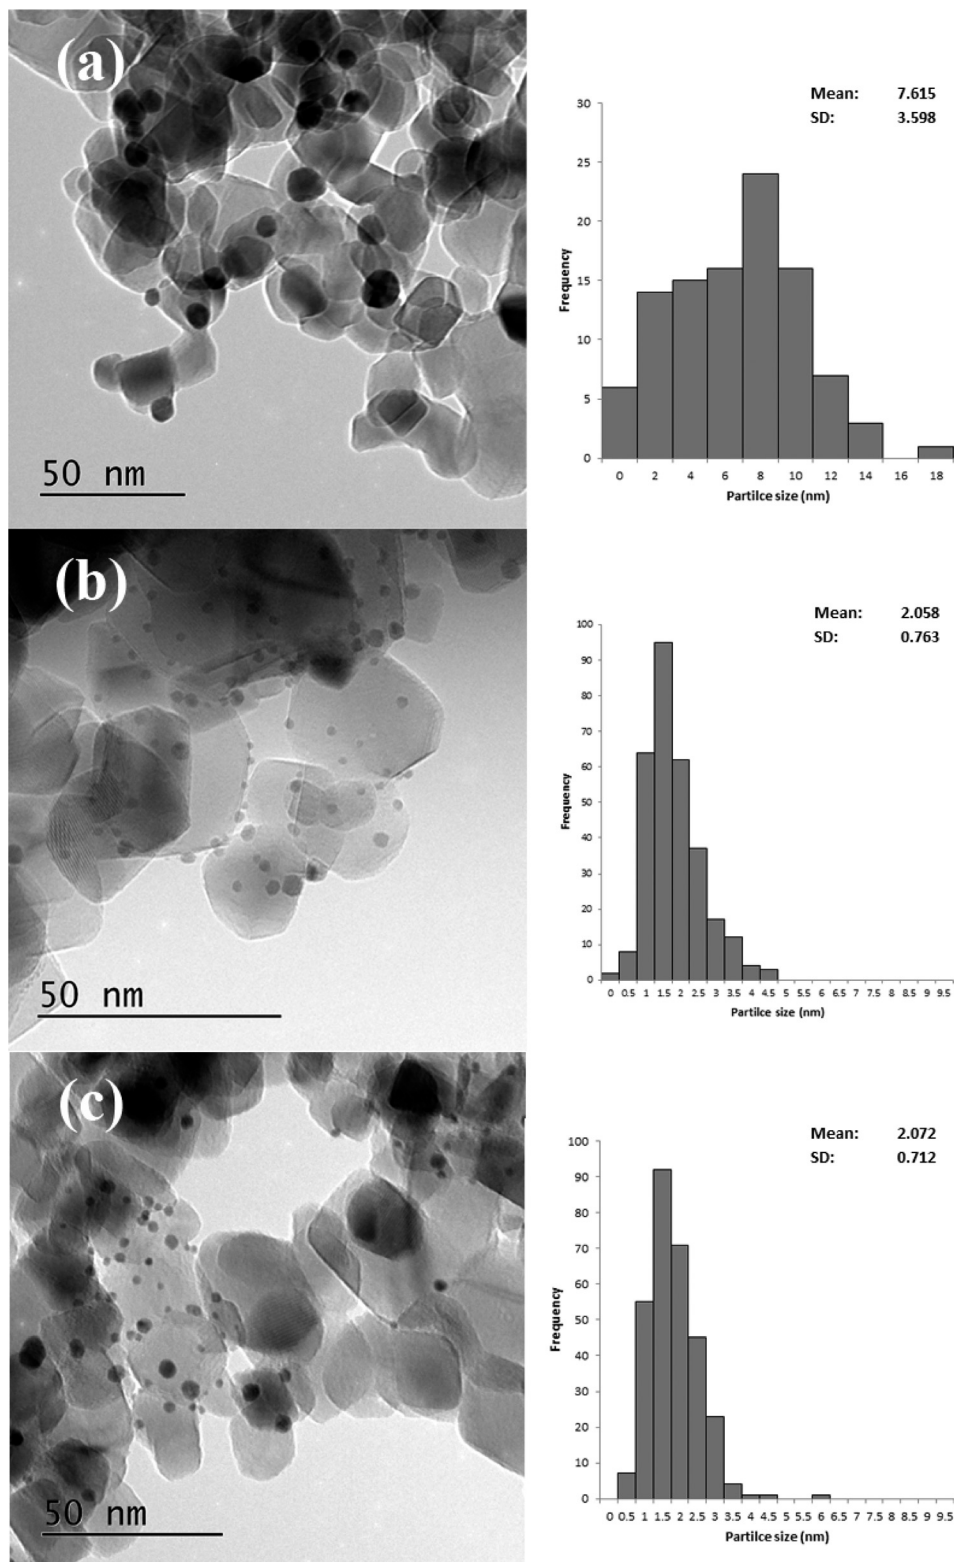 (a)
Mean: 7.615
SD: 3.598
30
25
20
15
10
5
0
Frequency
0 2 4 6 8 10 12 14 16 18
Partilce size (nm)
50 nm
(b)
Mean: 2.058
SD: 0.763
100
90
80
70
60
50
40
30
20
10
0
Frequency
0 0.5 1 1.5 2 2.5 3 3.5 4 4.5 5 5.5 6 6.5 7 7.5 8 8.5 9 9.5
Partilce size (nm)
50 nm
(c)
Mean: 2.072
SD: 0.712
100
90
80
70
60
50
40
30
20
10
0
Frequency
0 0.5 1 1.5 2 2.5 3 3.5 4 4.5 5 5.5 6 6.5 7 7.5 8 8.5 9 9.5
Partilce size (nm)
50 nm